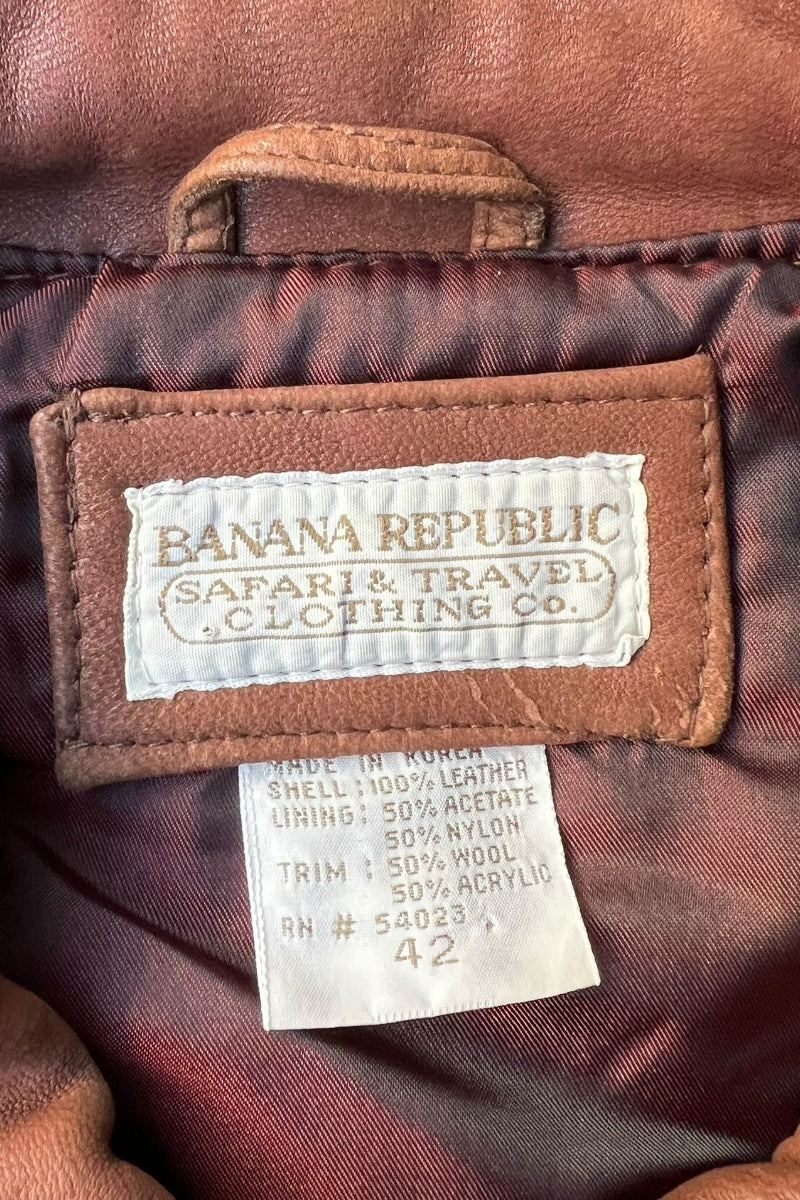 BANANA REPUBLIC
SAFARI & TRAVEL
CLOTHING CO.
MADE IN KOREA
SHELL : 100% LEATHER
LINING : 50% ACETATE
50% NYLON
TRIM : 50% WOOL
50% ACRYLIC
RN # 54023
42